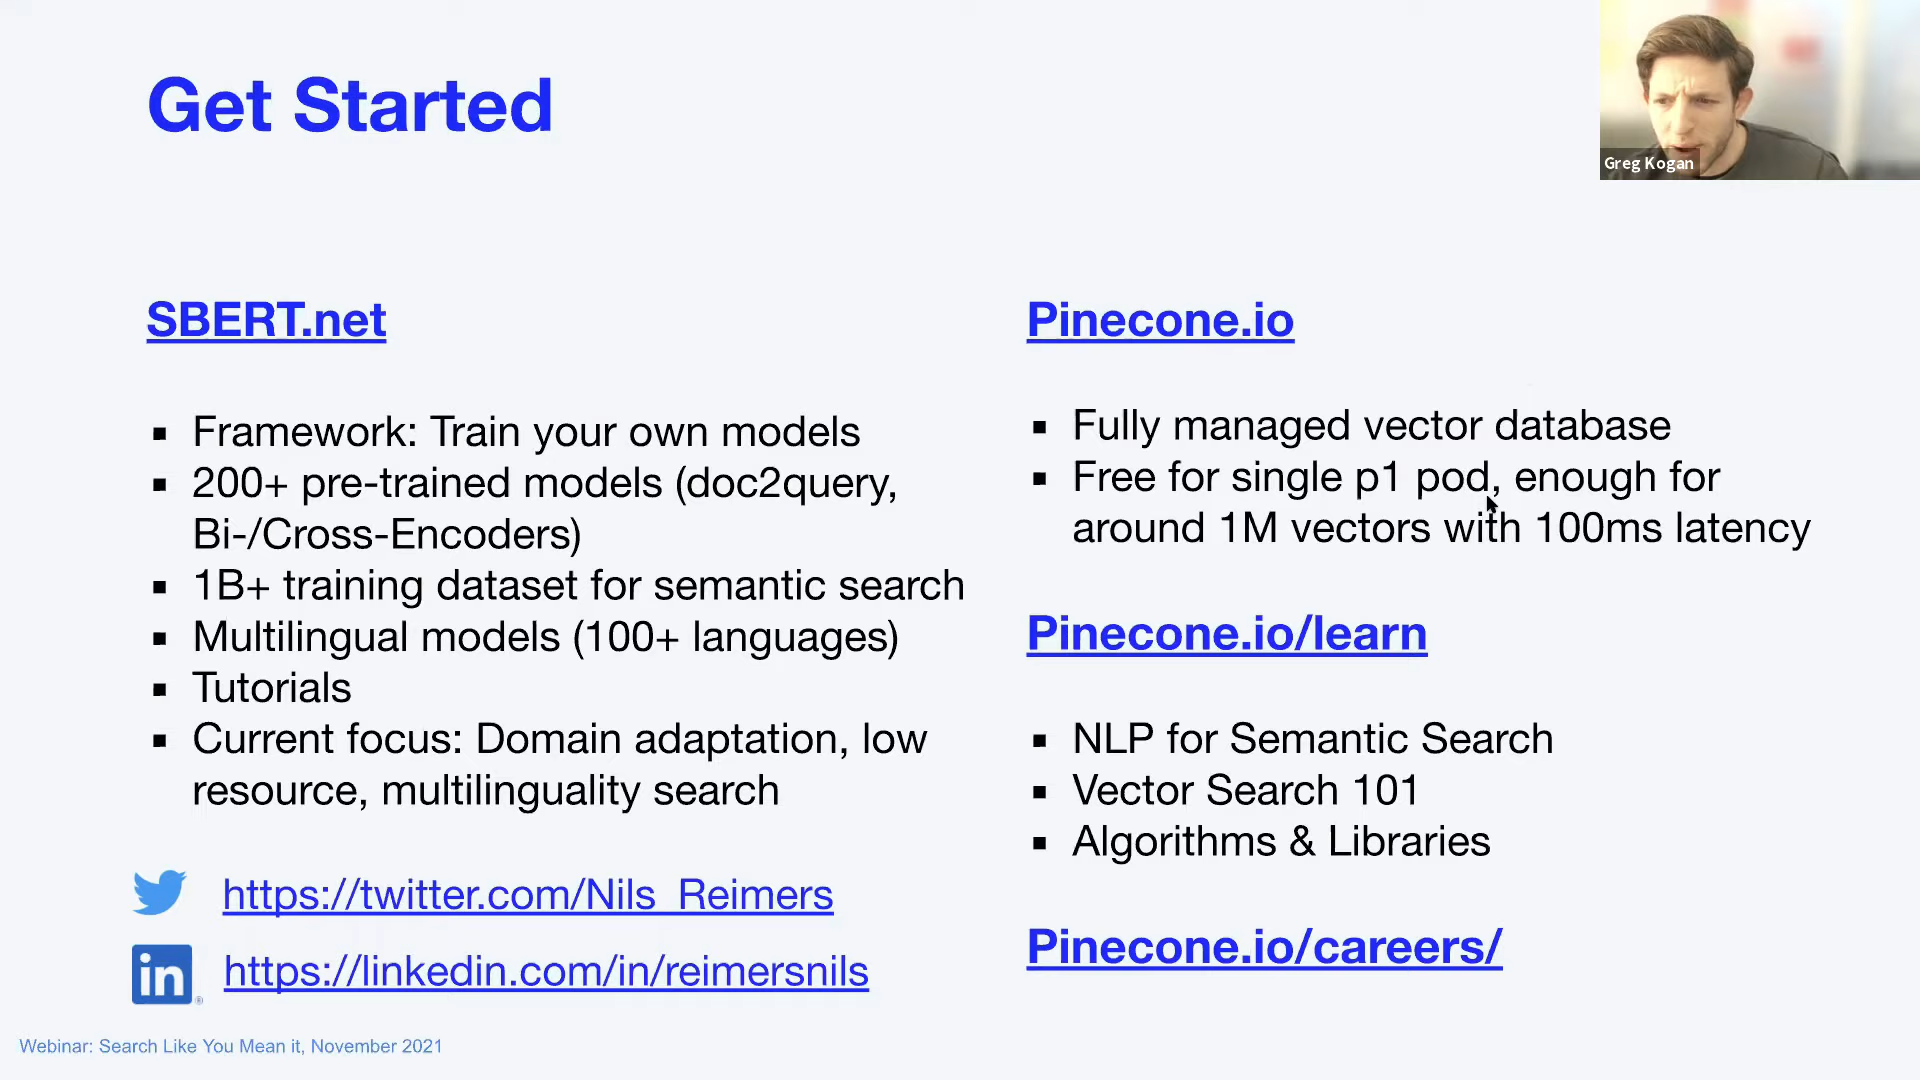 Get Started
Greg Kogan
SBERT.net
Framework: Train your own models
200+ pre-trained models (doc2query,
Bi-/Cross-Encoders)
1B+ training dataset for semantic search
Multilingual models (100+ languages)
Tutorials
Current focus: Domain adaptation, low
resource, multilinguality search
https://twitter.com/Nils_Reimers
in
https://linkedin.com/in/reimersnils
Pinecone.io
Fully managed vector database
Free for single p1 pod, enough for
around 1M vectors with 100ms latency
Pinecone.io/learn
NLP for Semantic Search
Vector Search 101
Algorithms & Libraries
Pinecone.io/careers/
Webinar: Search Like You Mean it, November 2021